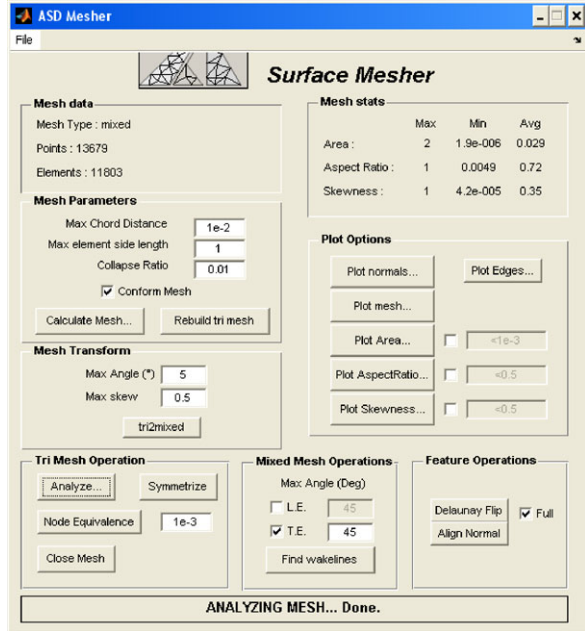 ASD Mesher
File
Surface Mesher
Mesh data
Mesh Type : mixed
Points : 13679
Elements : 11803
Mesh stats
Max Min Avg
Area : 2 1.9e-006 0.029
Aspect Ratio : 1 0.0049 0.72
Skewness : 1 4.2e-005 0.35
Mesh Parameters
Max Chord Distance 1e-2
Max element side length 1
Collapse Ratio 0.01
Conform Mesh
Calculate Mesh... Rebuild tri mesh
Plot Options
Plot normals... Plot Edges...
Plot mesh...
Plot Area... <1e-3
Plot AspectRatio... <0.5
Plot Skewness... <0.5
Mesh Transform
Max Angle (°) 5
Max skew 0.5
tri2mixed
Tri Mesh Operation
Analyze... Symmetrize
Node Equivalence 1e-3
Close Mesh
Mixed Mesh Operations
Max Angle (Deg)
L.E. 45
T.E. 45
Find wakelines
Feature Operations
Delaunay Flip Full
Align Normal
ANALYZING MESH... Done.